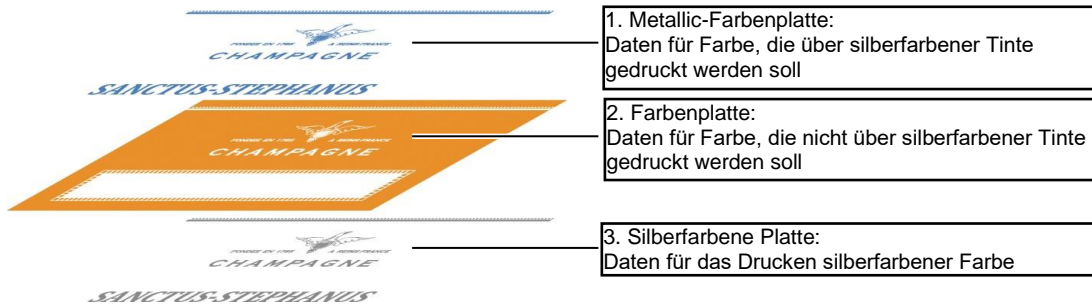 1. Metallic-Farbenplatte:
Daten für Farbe, die über silberfarbener Tinte
gedruckt werden soll
CHAMPAGNE
SANCTUS-STEPHANUS
2. Farbenplatte:
Daten für Farbe, die nicht über silberfarbener Tinte
gedruckt werden soll
CHAMPAGNE
3. Silberfarbene Platte:
Daten für das Drucken silberfarbener Farbe
CHAMPAGNE
SANCTUS-STEPHANUS